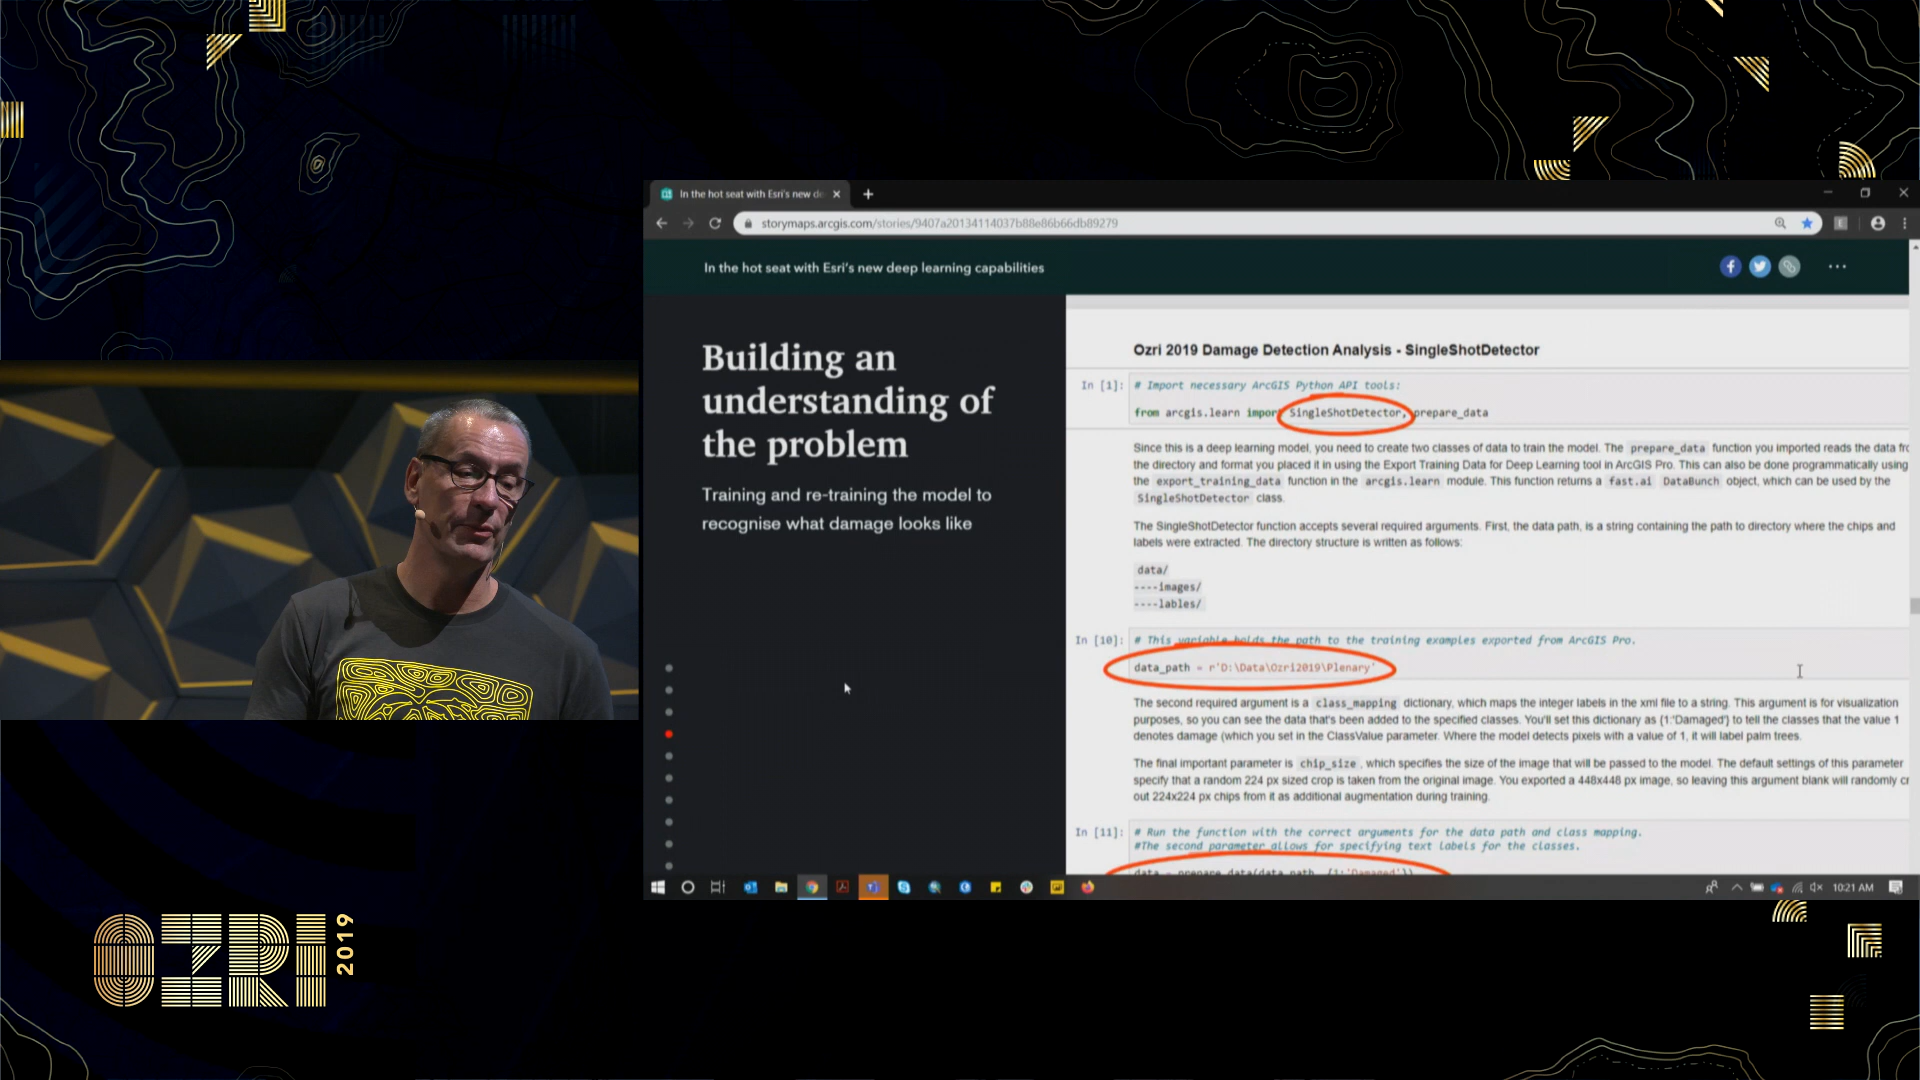 In the hot seat with Esri's new de
storymaps.arcgis.com/stories/9407a20134114037b88e86b66db89279
In the hot seat with Esri's new deep learning capabilities
Building an
understanding of
the problem
Training and re-training the model to
recognise what damage looks like
Ozri 2019 Damage Detection Analysis - SingleShotDetector
In [1]: # Import necessary ArcGIS Python API tools:
from arcgis.learn import SingleShotDetector, prepare_data
Since this is a deep learning model, you need to create two classes of data to train the model. The prepare_data function you imported reads the data fro
the directory and format you placed it in using the Export Training Data for Deep Learning tool in ArcGIS Pro. This can also be done programmatically using
the export_training_data function in the arcgis.learn module. This function returns a fast.ai DataBunch object, which can be used by the
SingleShotDetector class.
The SingleShotDetector function accepts several required arguments. First, the data path, is a string containing the path to directory where the chips and
labels were extracted. The directory structure is written as follows:
data/
----images/
----lables/
In [10]: # This variable holds the path to the training examples exported from ArcGIS Pro.
data_path = r'D:\Data\Ozri2019\Plenary'
The second required argument is a class_mapping dictionary, which maps the integer labels in the xml file to a string. This argument is for visualization
purposes, so you can see the data that's been added to the specified classes. You'll set this dictionary as {1:'Damaged'} to tell the classes that the value 1
denotes damage (which you set in the ClassValue parameter. Where the model detects pixels with a value of 1, it will label palm trees.
The final important parameter is chip_size, which specifies the size of the image that will be passed to the model. The default settings of this parameter
specify that a random 224 px sized crop is taken from the original image. You exported a 448x448 px image, so leaving this argument blank will randomly cr
out 224x224 px chips from it as additional augmentation during training.
In [11]: # Run the function with the correct arguments for the data path and class mapping.
#The second parameter allows for specifying text labels for the classes.
data = prepare_data(data_path, {1:'Damaged'})
10:21 AM
OZRI 2019